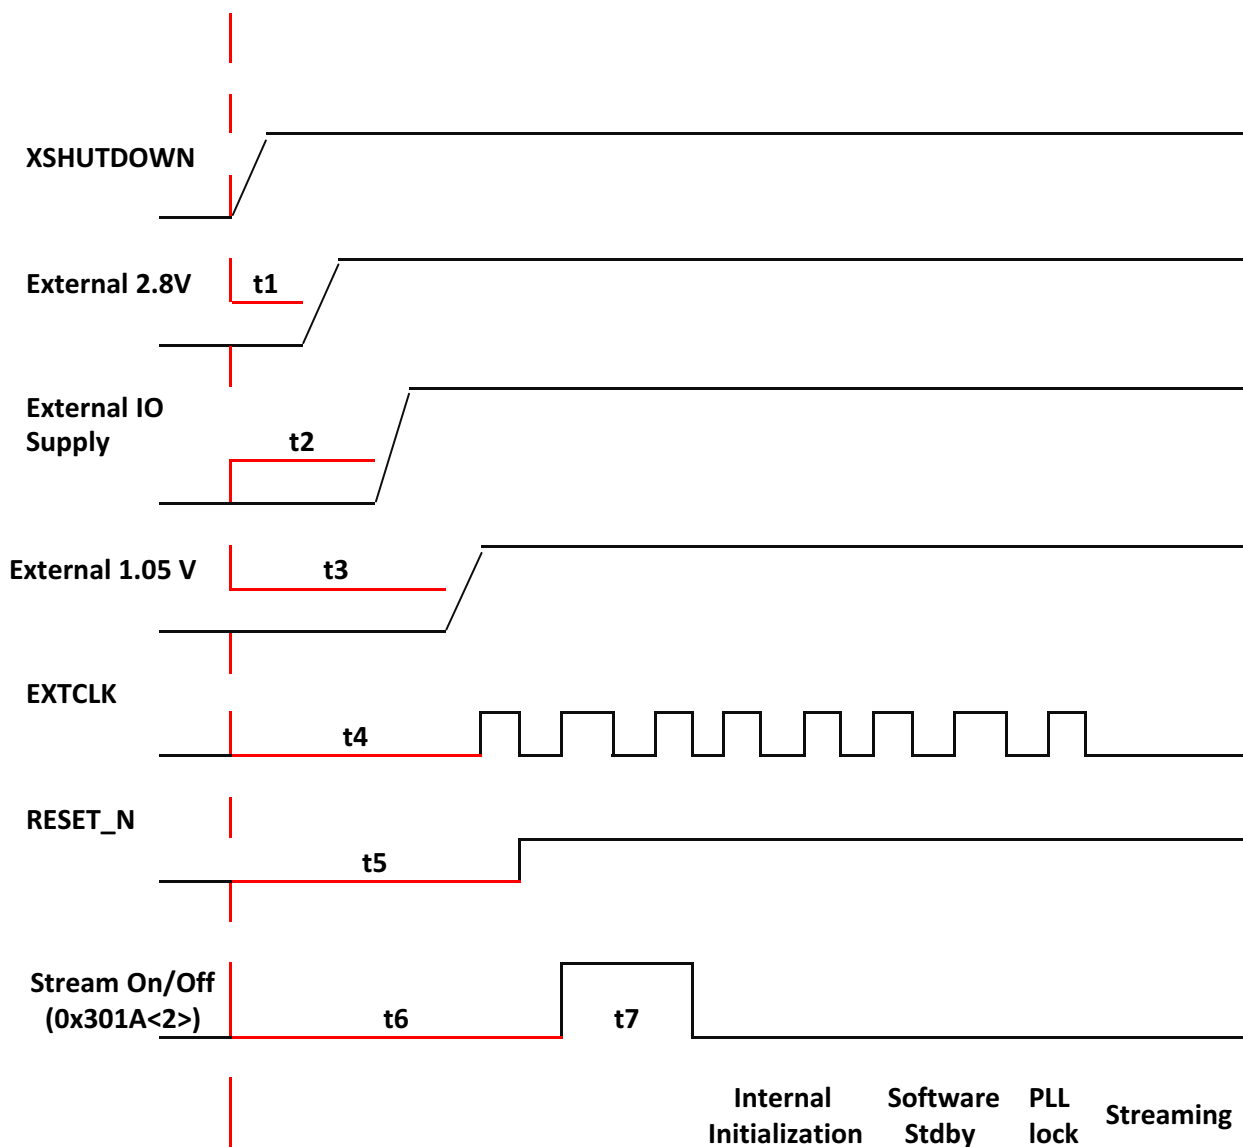 XSHUTDOWN
External 2.8V
t1
External IO
Supply
t2
External 1.05 V
t3
EXTCLK
t4
RESET_N
t5
Stream On/Off
(0x301A<2>)
t6
t7
Internal
Initialization
Software
Stdby
PLL
lock
Streaming